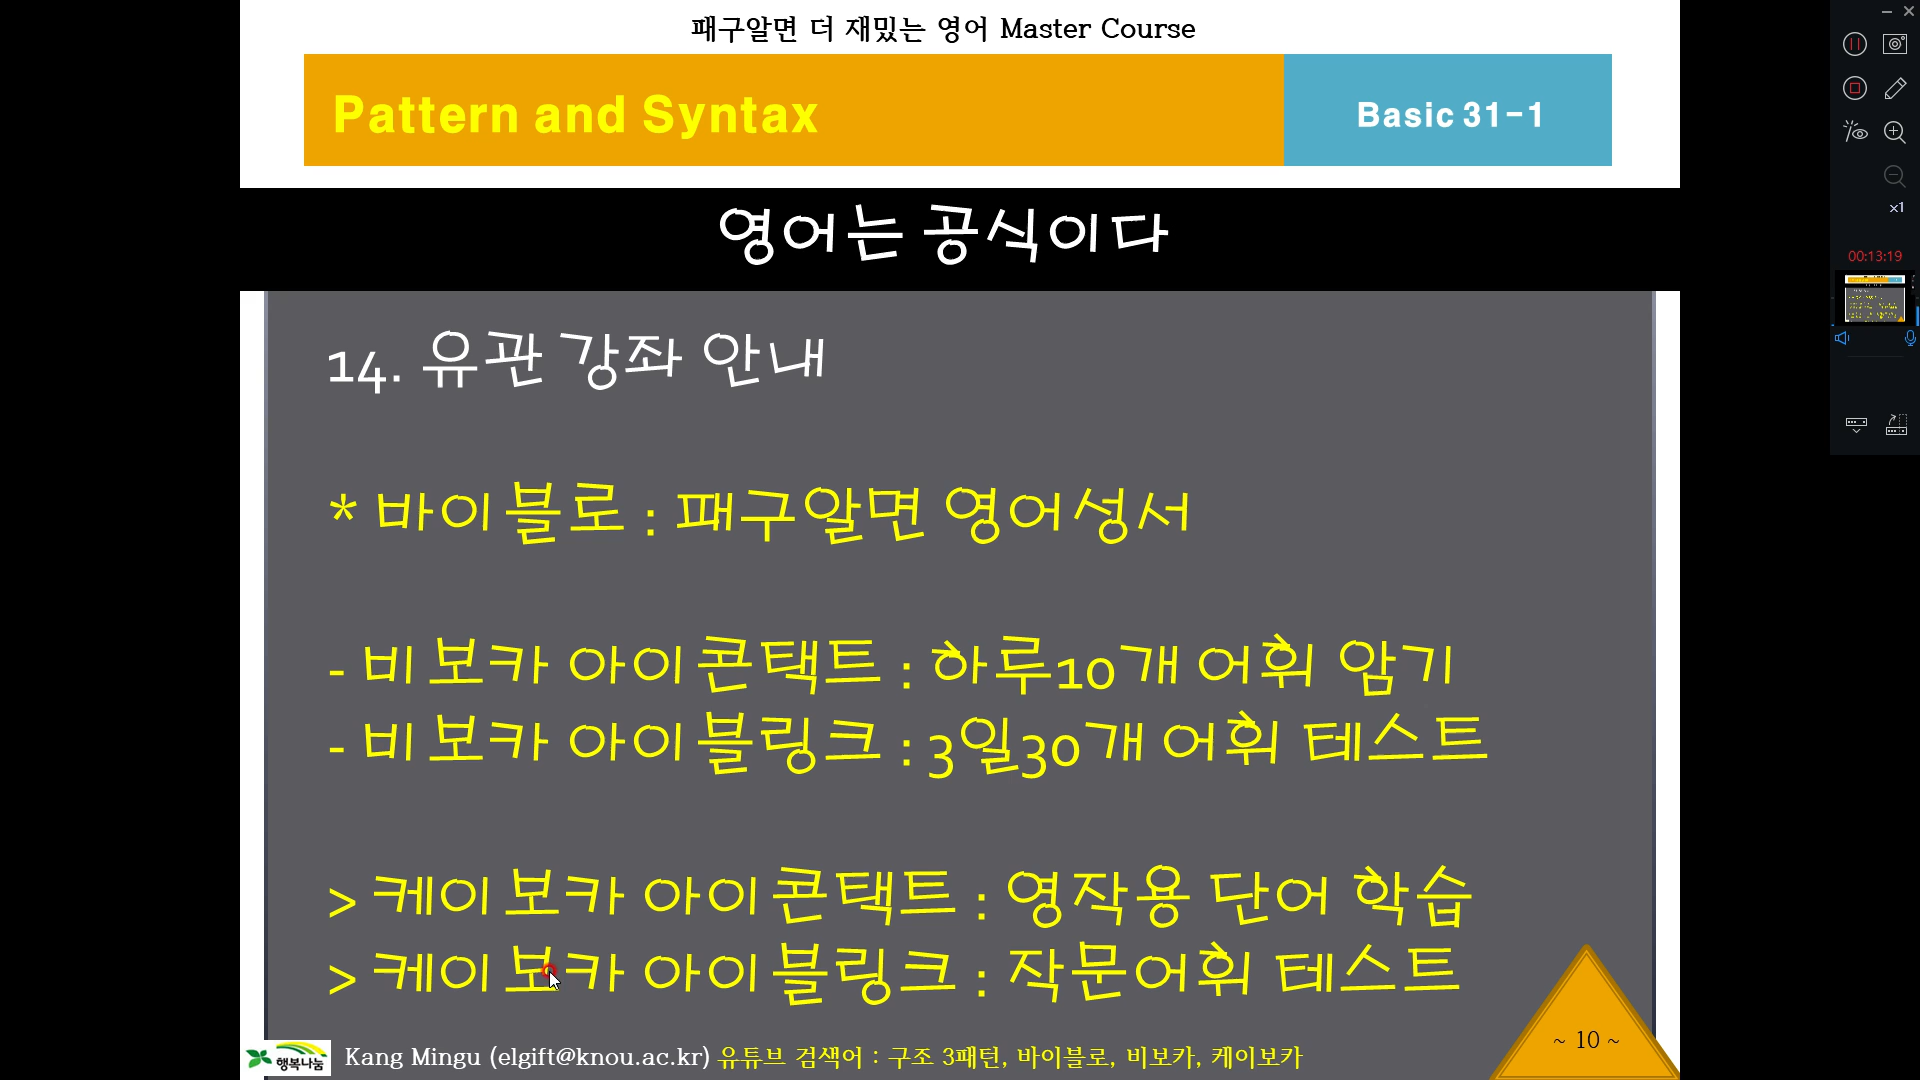 패구알면 더 재밌는 영어 Master Course
Pattern and Syntax
Basic 31-1
영어는 공식이다
14. 유관 강좌 안내
* 바이블로 : 패구알면 영어성서
- 비보카 아이콘택트 : 하루10개 어휘 암기
- 비보카 아이블링크 : 3일30개 어휘 테스트
> 케이보카 아이콘택트 : 영작용 단어 학습
> 케이보카 아이블링크 : 작문어휘 테스트
행복나눔
Kang Mingu (elgift@knou.ac.kr) 유튜브 검색어 : 구조 3패턴, 바이블로, 비보카, 케이보카
~ 10 ~
x1
00:13:19